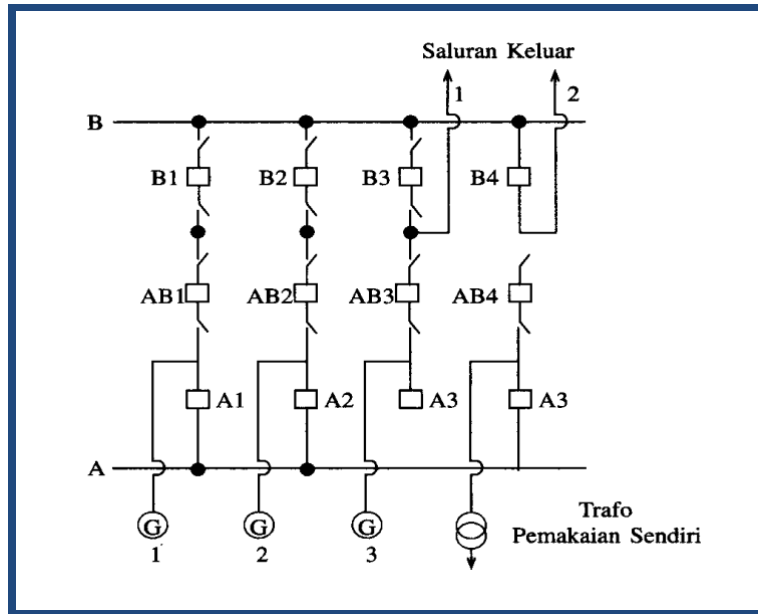 Saluran Keluar
1
2
B
B1
B2
B3
B4
AB1
AB2
AB3
AB4
A1
A2
A3
A3
A
G
G
G
1
2
3
Trafo
Pemakaian Sendiri